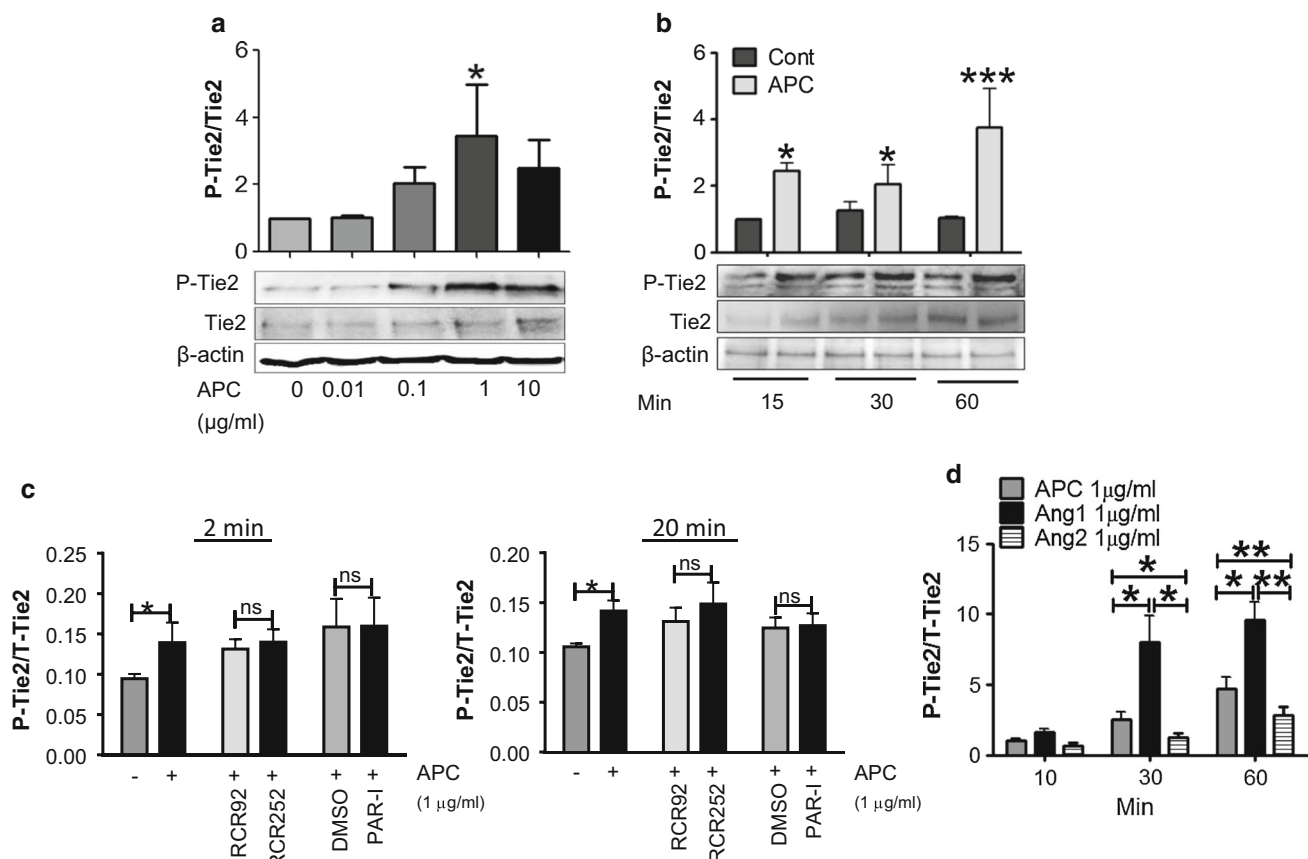 a
6
4
2
0
P-Tie2/Tie2
*
P-Tie2
Tie2
β-actin
APC 0 0.01 0.1 1 10
(µg/ml)
b
6
4
2
0
P-Tie2/Tie2
Cont
APC
* * ***
P-Tie2
Tie2
β-actin
Min 15 30 60
c
2 min
0.25
0.20
0.15
0.10
0.05
0.00
P-Tie2/T-Tie2
* ns ns
- + + + + + APC
(1 µg/ml)
RCR92
RCR252
DMSO
PAR-I
20 min
0.20
0.15
0.10
0.05
0.00
P-Tie2/T-Tie2
* ns ns
- + + + + + APC
(1 µg/ml)
RCR92
RCR252
DMSO
PAR-I
d
APC 1µg/ml
Ang1 1µg/ml
Ang2 1µg/ml
15
10
5
0
P-Tie2/T-Tie2
* **
* * * **
10 30 60
Min